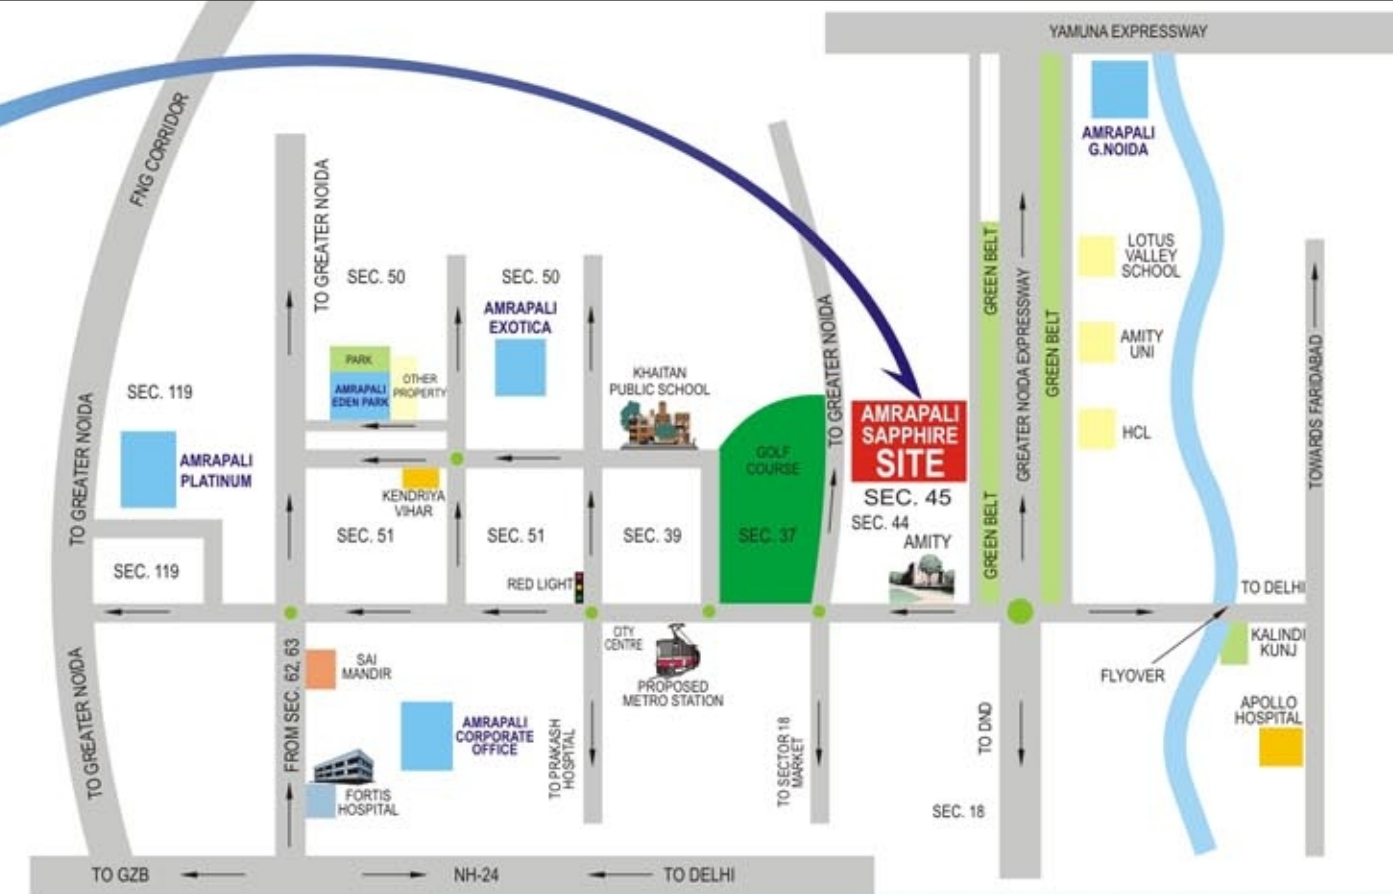 YAMUNA EXPRESSWAY
FNG CORRIDOR
AMRAPALI
G.NOIDA
TO GREATER NOIDA
SEC. 50
SEC. 50
AMRAPALI
EXOTICA
GREEN BELT
GREATER NOIDA EXPRESSWAY
GREEN BELT
LOTUS
VALLEY
SCHOOL
AMITY
UNI
HCL
TOWARDS FARIDABAD
PARK
AMRAPALI
EDEN PARK
OTHER
PROPERTY
KHAITAN
PUBLIC SCHOOL
TO GREATER NOIDA
AMRAPALI
SAPPHIRE
SITE
SEC. 45
SEC. 44
AMITY
GREEN BELT
SEC. 119
AMRAPALI
PLATINUM
TO GREATER NOIDA
SEC. 119
KENDRIYA
VIHAR
SEC. 51
SEC. 51
SEC. 39
GOLF
COURSE
SEC. 37
RED LIGHT
TO DELHI
KALINDI
KUNJ
FLYOVER
APOLLO
HOSPITAL
CITY
CENTRE
PROPOSED
METRO STATION
TO GREATER NOIDA
FROM SEC. 62, 63
SAI
MANDIR
AMRAPALI
CORPORATE
OFFICE
FORTIS
HOSPITAL
TO PRAKASH
HOSPITAL
TO SECTOR 18
MARKET
TO DND
SEC. 18
TO GZB
NH-24
TO DELHI